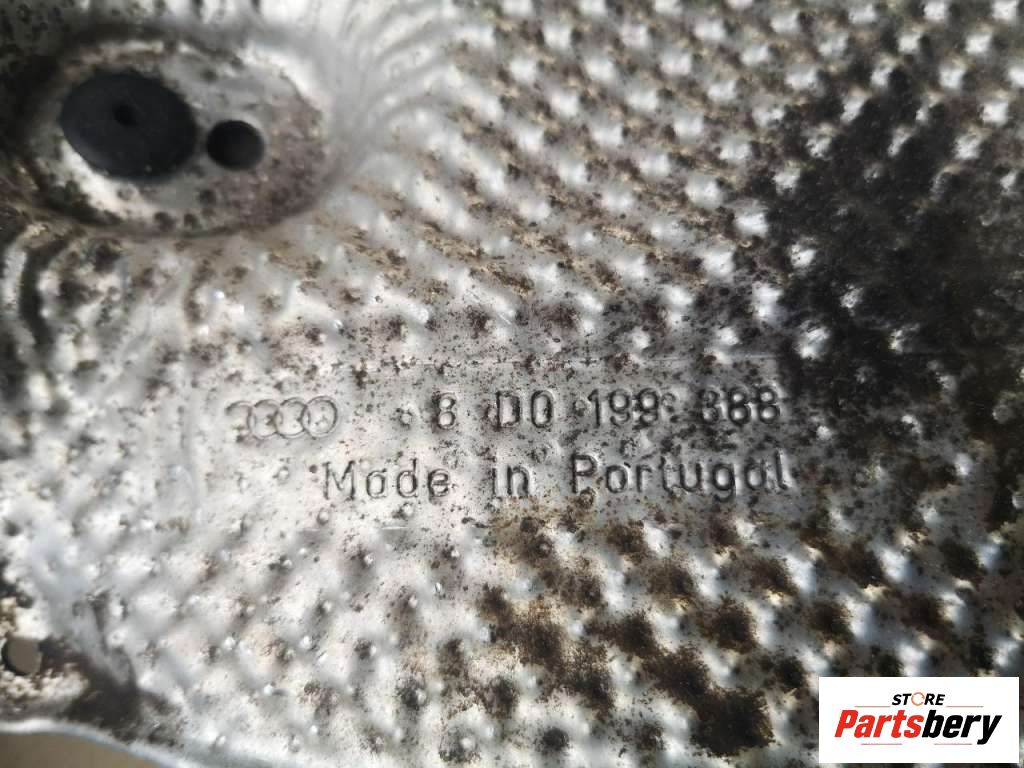 8 D0 199 388
Made in Portugal
STORE
Partsbery